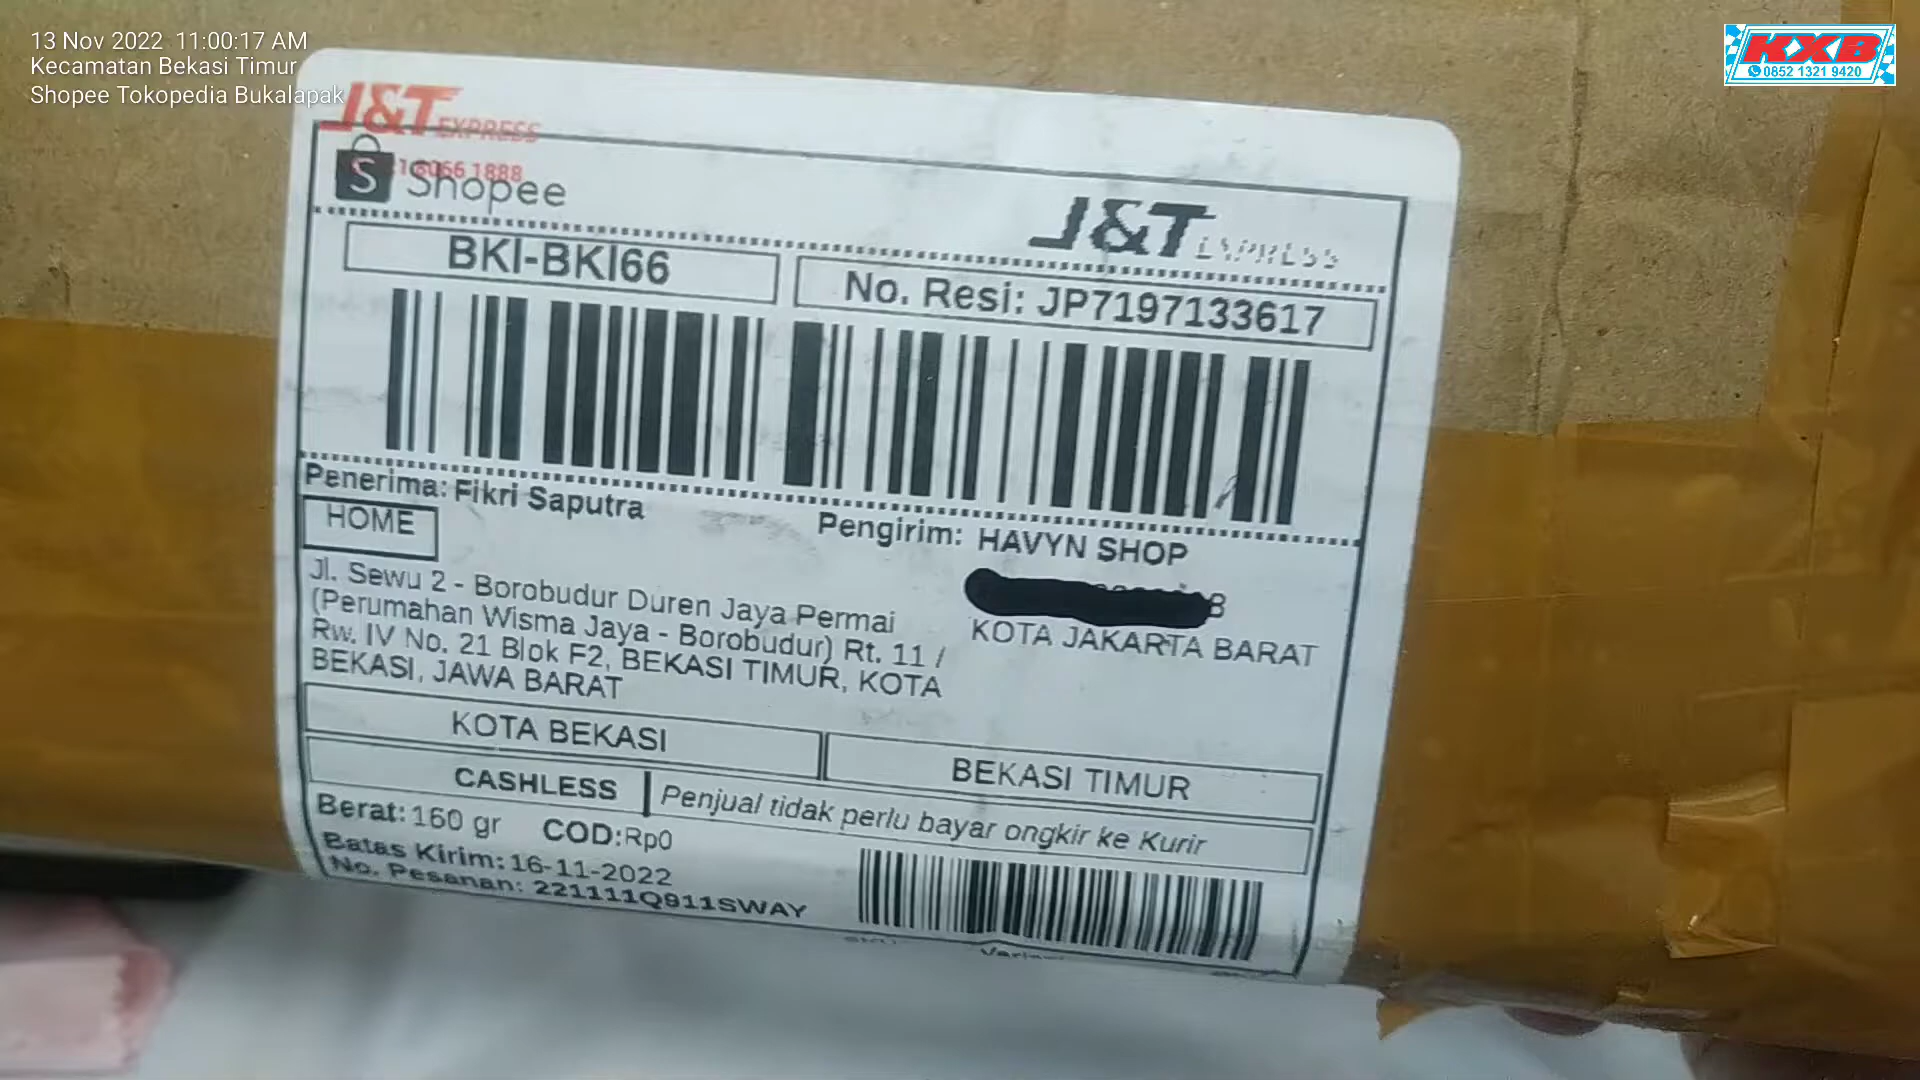 13 Nov 2022 11:00:17 AM
Kecamatan Bekasi Timur
Shopee Tokopedia Bukalapak
KXB
0852 1321 9420
J&T EXPRESS
1 8066 1888
S Shopee
J&T EXPRESS
BKI-BKI66
No. Resi: JP7197133617
Penerima: Fikri Saputra
Pengirim: HAVYN SHOP
HOME
KOTA JAKARTA BARAT
Jl. Sewu 2 - Borobudur Duren Jaya Permai
(Perumahan Wisma Jaya - Borobudur) Rt. 11 /
Rw. IV No. 21 Blok F2, BEKASI TIMUR, KOTA
BEKASI, JAWA BARAT
KOTA BEKASI
BEKASI TIMUR
CASHLESS
Penjual tidak perlu bayar ongkir ke Kurir
Berat: 160 gr COD:Rp0
Batas Kirim: 16-11-2022
No. Pesanan: 221111Q911SWAY